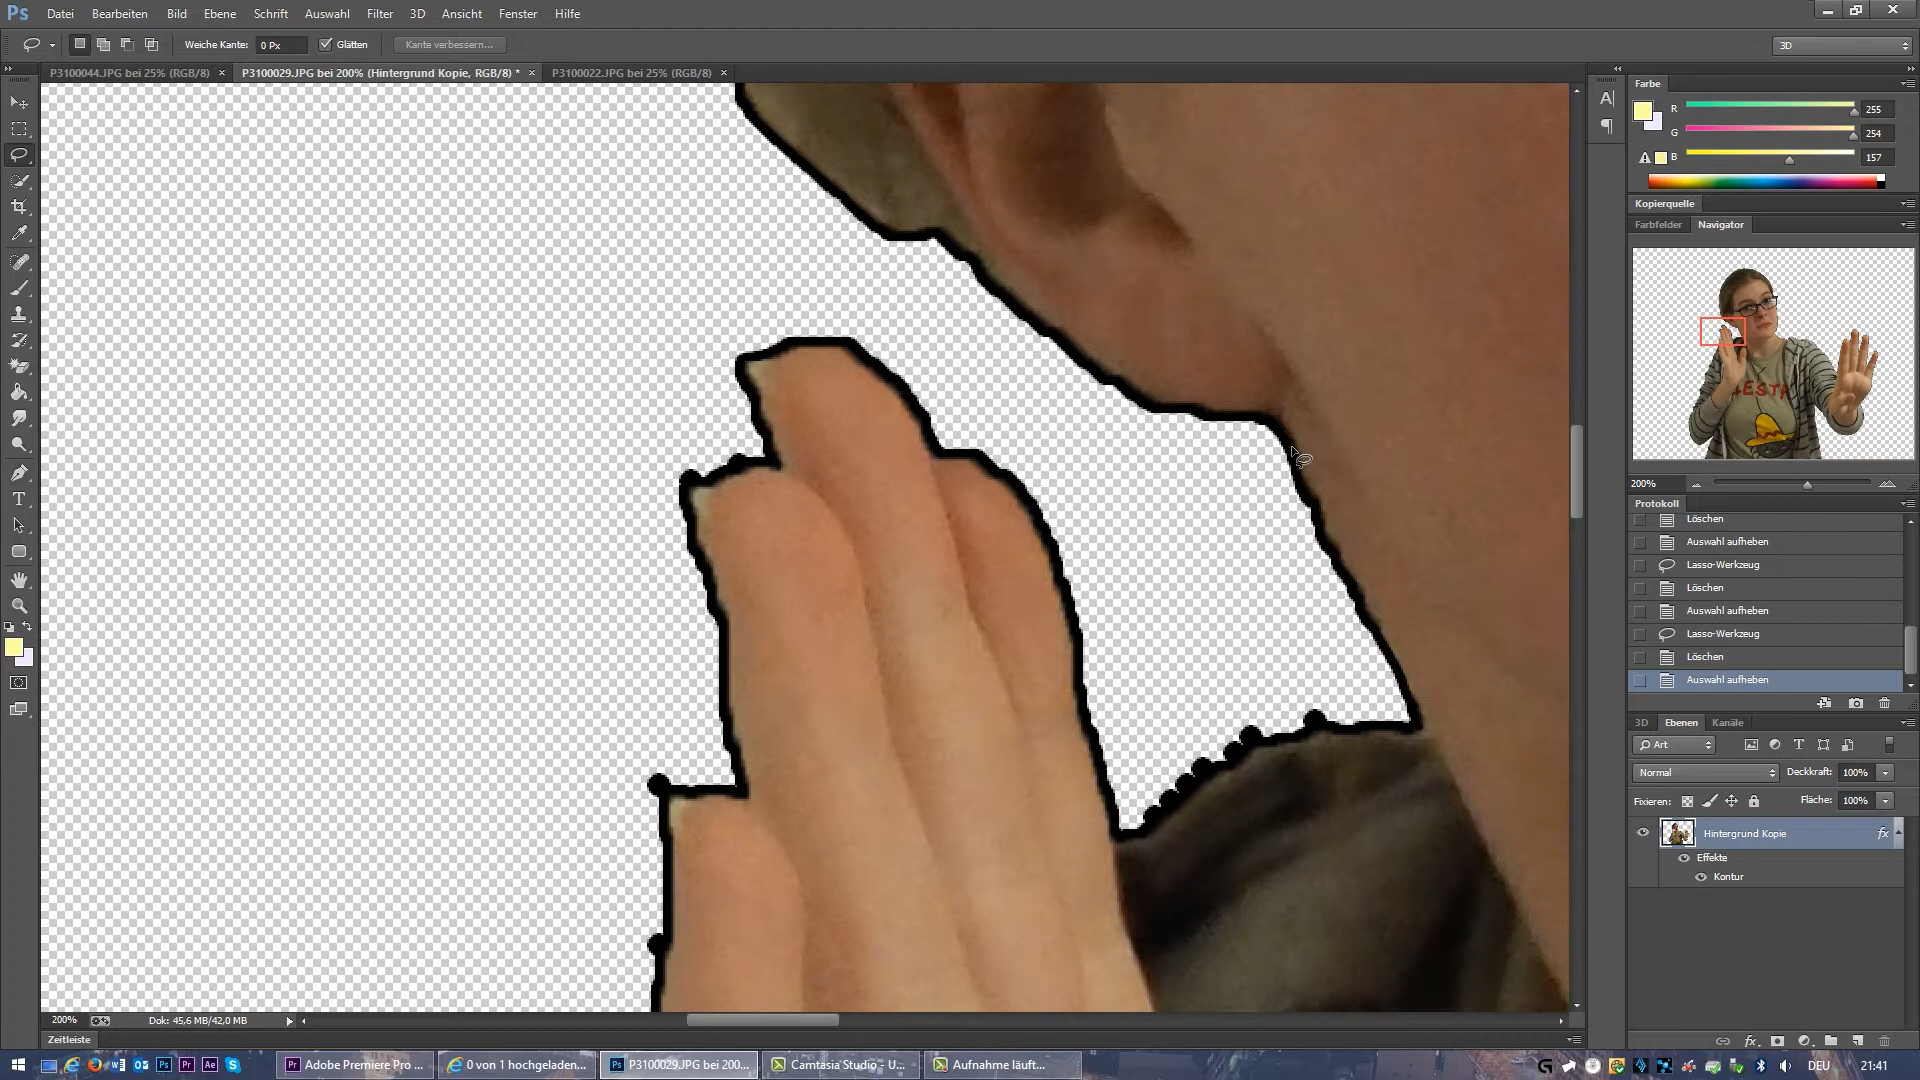 Ps Datei Bearbeiten Bild Ebene Schrift Auswahl Filter 3D Ansicht Fenster Hilfe
Weiche Kante: 0 Px Glätten Kante verbessern... 3D
P3100044.JPG bei 25% (RGB/8) × P3100029.JPG bei 200% (Hintergrund Kopie, RGB/8) * × P3100022.JPG bei 25% (RGB/8) ×
Farbe
R 255
G 254
B 157
Kopierquelle
Farbfelder Navigator
200%
Protokoll
Löschen
Auswahl aufheben
Lasso-Werkzeug
Löschen
Auswahl aufheben
Lasso-Werkzeug
Löschen
Auswahl aufheben
3D Ebenen Kanäle
Art
Normal Deckkraft: 100%
Fixieren: Fläche: 100%
Hintergrund Kopie fx
Effekte
Kontur
200% Dok: 45,6 MB/42,0 MB
Zeitleiste
Adobe Premiere Pro ... 0 von 1 hochgeladen... P3100029.JPG bei 200... Camtasia Studio - U... Aufnahme läuft... DEU 21:41